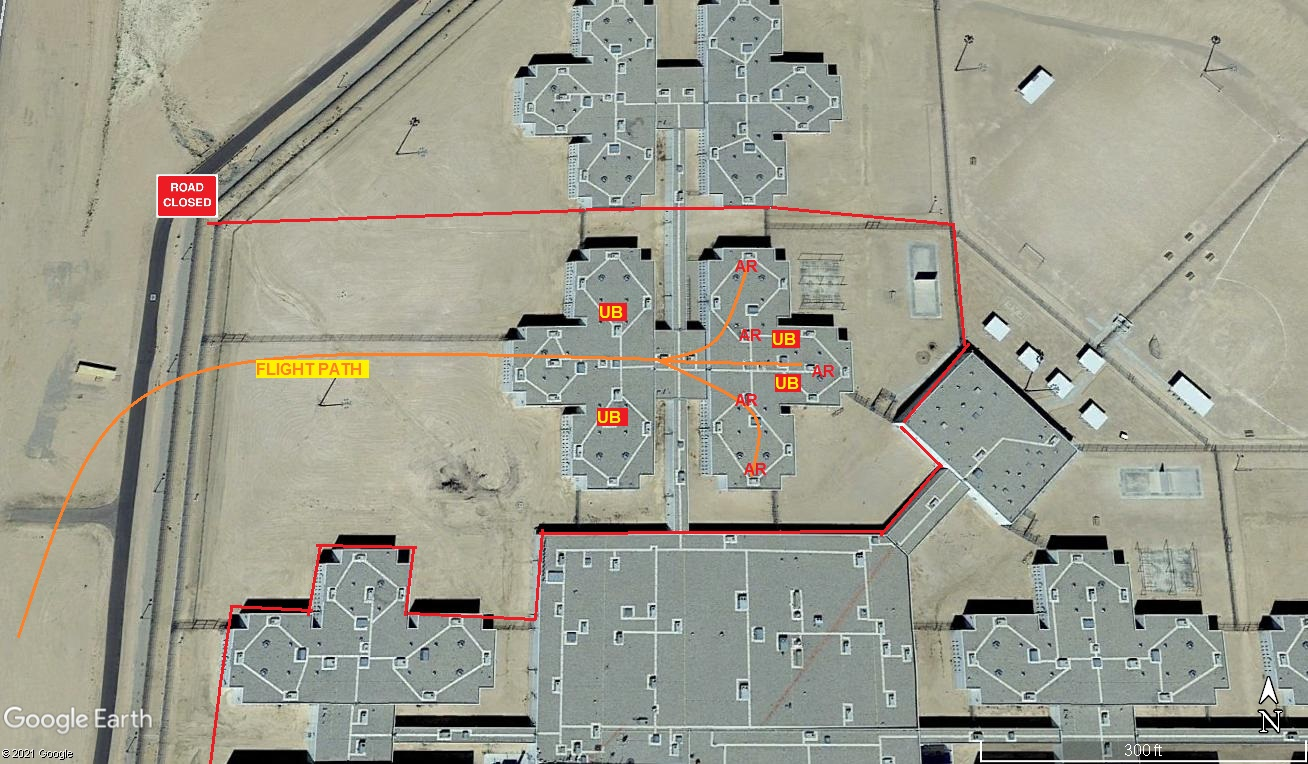 ROAD
CLOSED
AR
UB
AR
UB
FLIGHT PATH
AR
UB
AR
UB
AR
Google Earth
© 2021 Google
N
300 ft